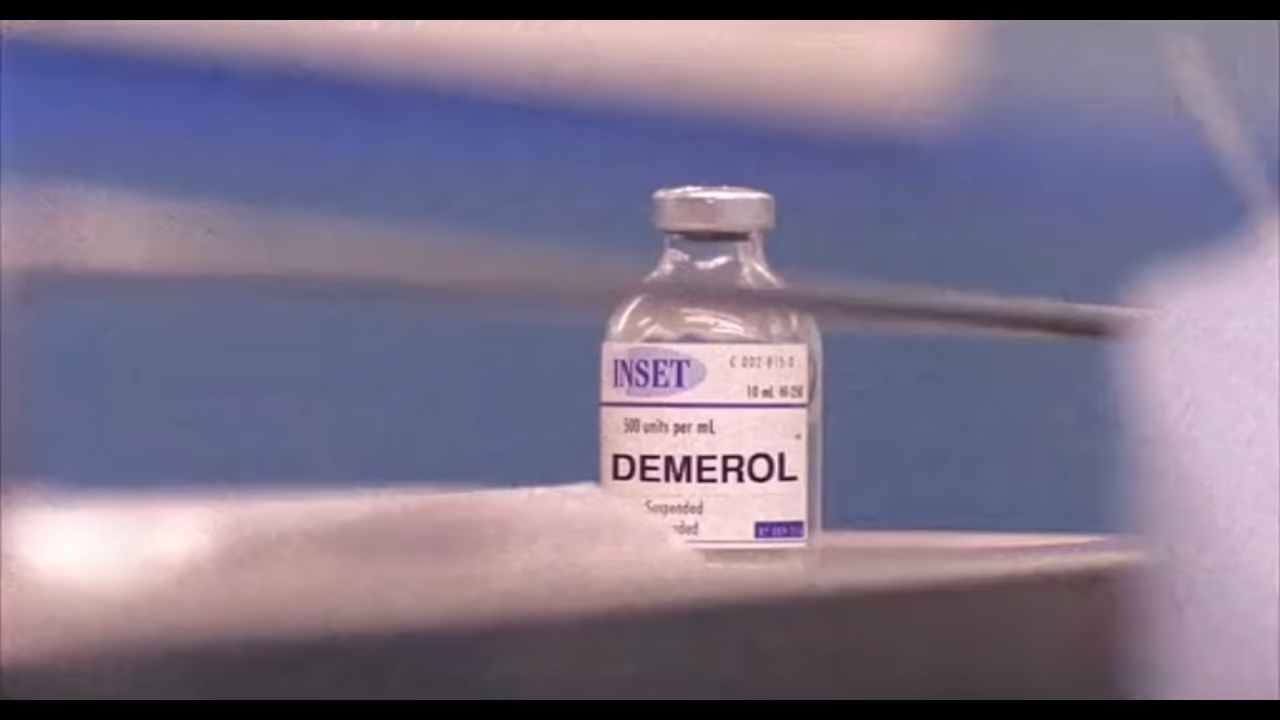 INSET
10 mL
500 units per mL
DEMEROL
Suspended